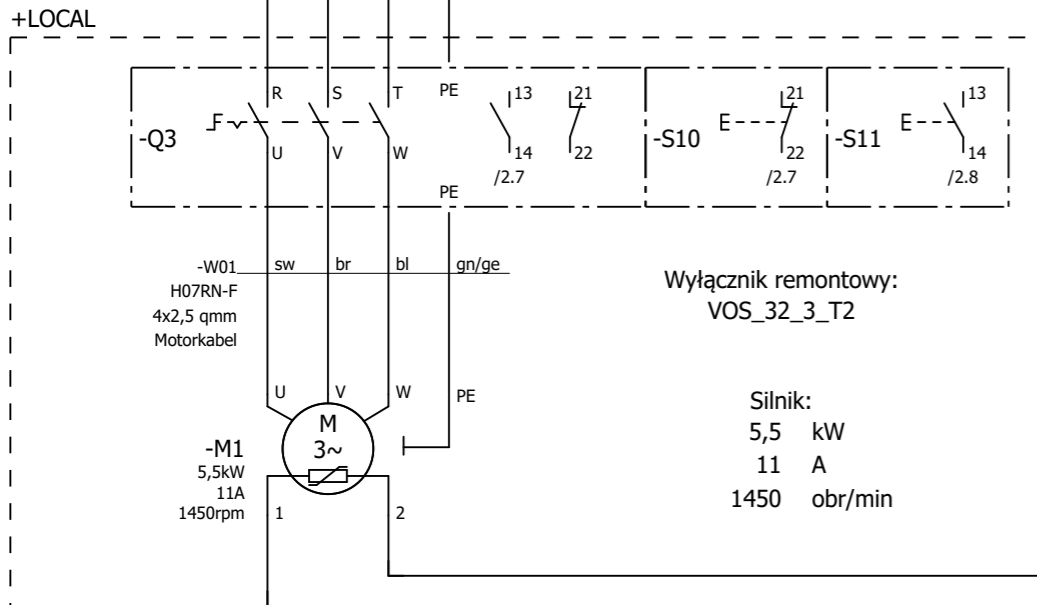 +LOCAL
R S T PE 13 21 21 13
-Q3 -S10 -S11
U V W 14 22 22 14
/2.7 /2.7 /2.8
PE
-W01 sw br bl gn/ge
H07RN-F
4x2,5 qmm
Motorkabel
Wyłącznik remontowy:
VOS_32_3_T2
U V W PE
M
3~
-M1
5,5kW
11A
1450rpm
1 2
Silnik:
5,5 kW
11 A
1450 obr/min